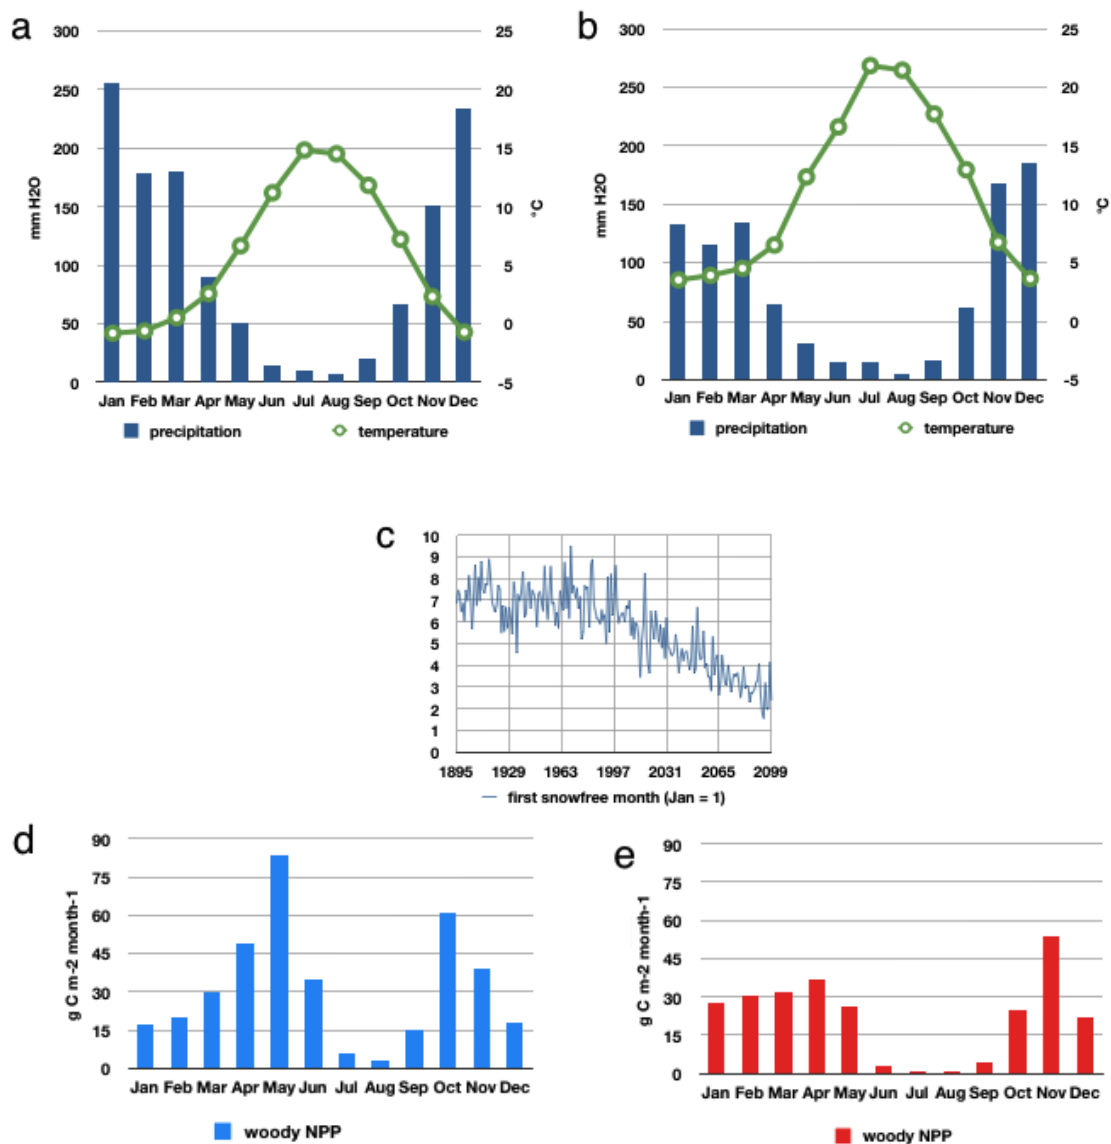 a
300
250
200
150
100
50
0
mm H2O
25
20
15
10
5
0
-5
°C
Jan Feb Mar Apr May Jun Jul Aug Sep Oct Nov Dec
precipitation temperature
b
300
250
200
150
100
50
0
mm H2O
25
20
15
10
5
0
-5
°C
Jan Feb Mar Apr May Jun Jul Aug Sep Oct Nov Dec
precipitation temperature
c
10
9
8
7
6
5
4
3
2
1
0
1895 1929 1963 1997 2031 2065 2099
first snowfree month (Jan = 1)
d
90
75
60
45
30
15
0
g C m-2 month-1
Jan Feb Mar Apr May Jun Jul Aug Sep Oct Nov Dec
woody NPP
e
90
75
60
45
30
15
0
g C m-2 month-1
Jan Feb Mar Apr May Jun Jul Aug Sep Oct Nov Dec
woody NPP